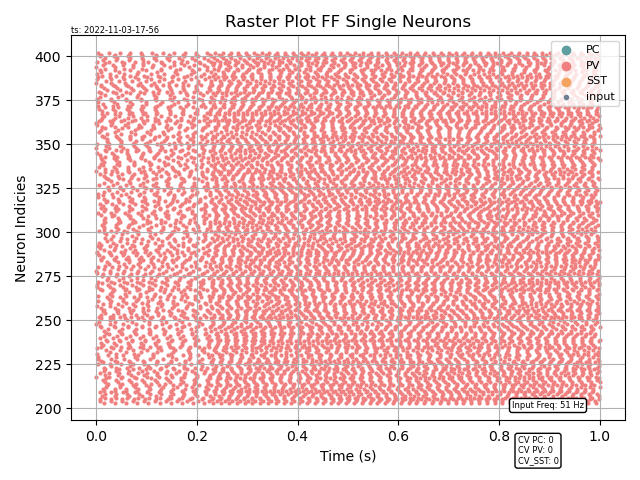 Raster Plot FF Single Neurons
ts: 2022-11-03-17-56
PC
PV
SST
input
400
375
350
325
300
275
250
225
200
Neuron Indicies
Input Freq: 51 Hz
0.0 0.2 0.4 0.6 0.8 1.0
Time (s)
CV PC: 0
CV PV: 0
CV_SST: 0